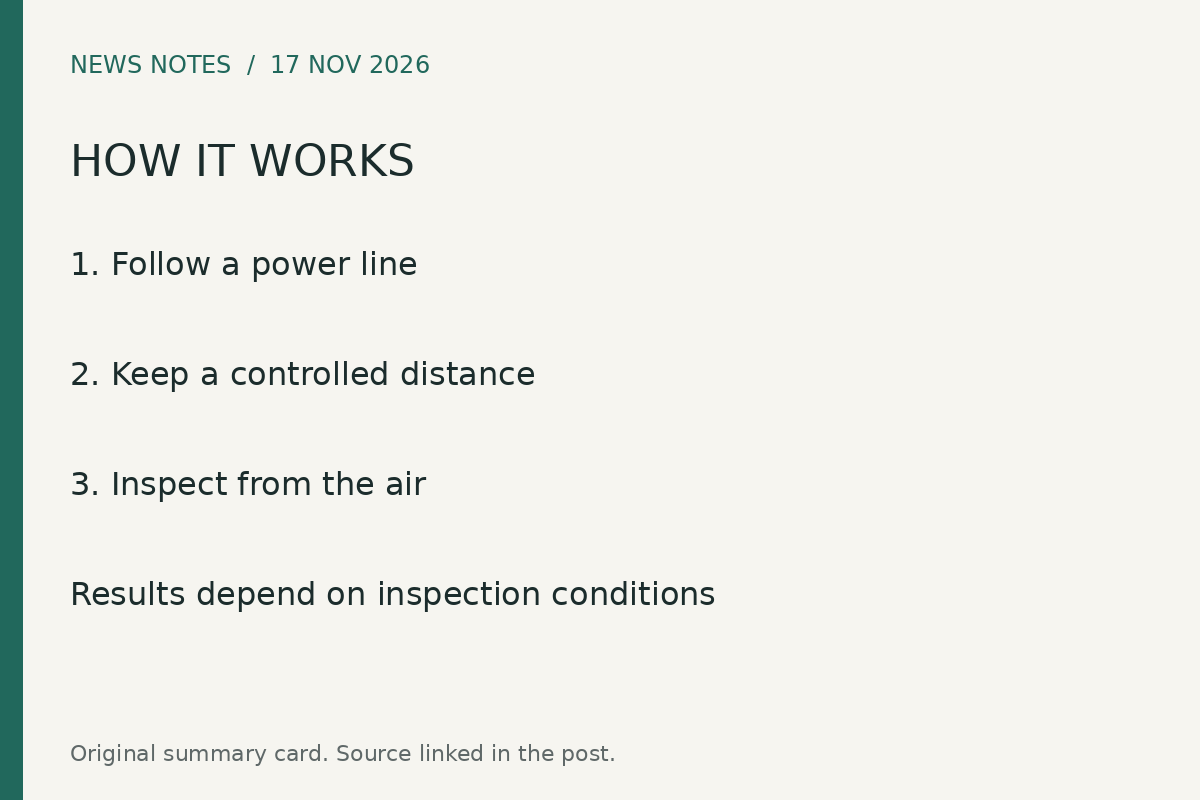 NEWS NOTES / 17 NOV 2026
HOW IT WORKS
1. Follow a power line
2. Keep a controlled distance
3. Inspect from the air
Results depend on inspection conditions
Original summary card. Source linked in the post.